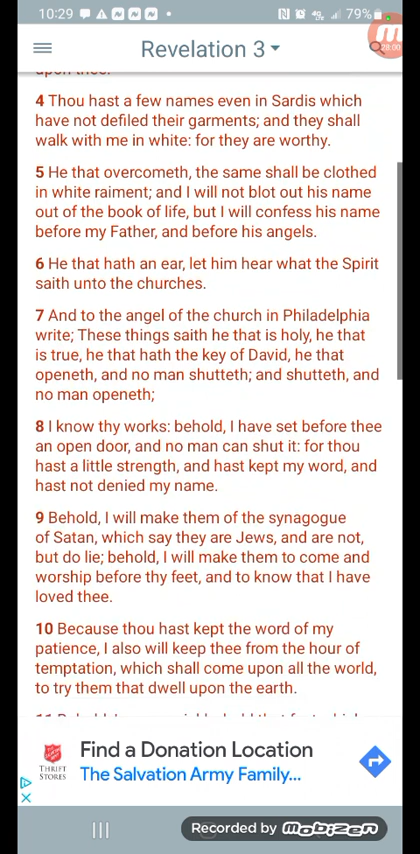 10:29
4G
79%
Revelation 3
28:00
upon thee.
4 Thou hast a few names even in Sardis which
have not defiled their garments; and they shall
walk with me in white: for they are worthy.
5 He that overcometh, the same shall be clothed
in white raiment; and I will not blot out his name
out of the book of life, but I will confess his name
before my Father, and before his angels.
6 He that hath an ear, let him hear what the Spirit
saith unto the churches.
7 And to the angel of the church in Philadelphia
write; These things saith he that is holy, he that
is true, he that hath the key of David, he that
openeth, and no man shutteth; and shutteth, and
no man openeth;
8 I know thy works: behold, I have set before thee
an open door, and no man can shut it: for thou
hast a little strength, and hast kept my word, and
hast not denied my name.
9 Behold, I will make them of the synagogue
of Satan, which say they are Jews, and are not,
but do lie; behold, I will make them to come and
worship before thy feet, and to know that I have
loved thee.
10 Because thou hast kept the word of my
patience, I also will keep thee from the hour of
temptation, which shall come upon all the world,
to try them that dwell upon the earth.
Find a Donation Location
The Salvation Army Family...
THRIFT
STORES
Recorded by mobizen